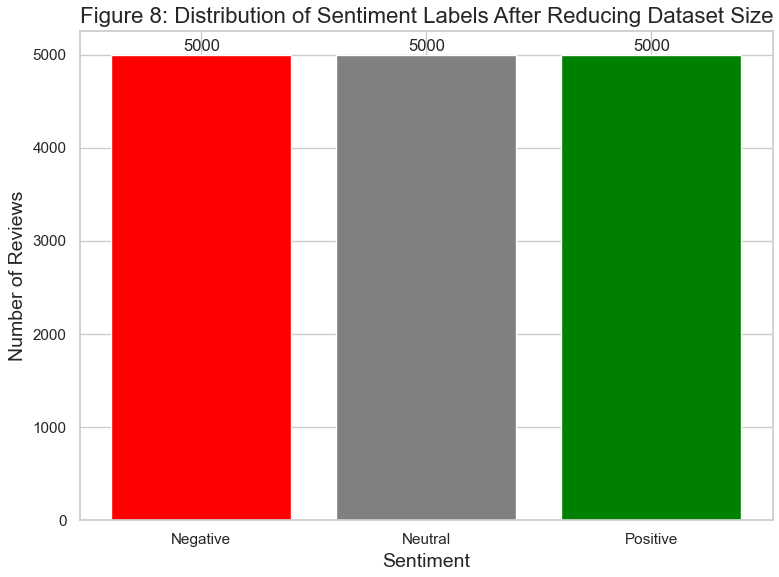 Figure 8: Distribution of Sentiment Labels After Reducing Dataset Size
5000 5000 5000
5000
4000
3000
2000
1000
0
Number of Reviews
Negative Neutral Positive
Sentiment